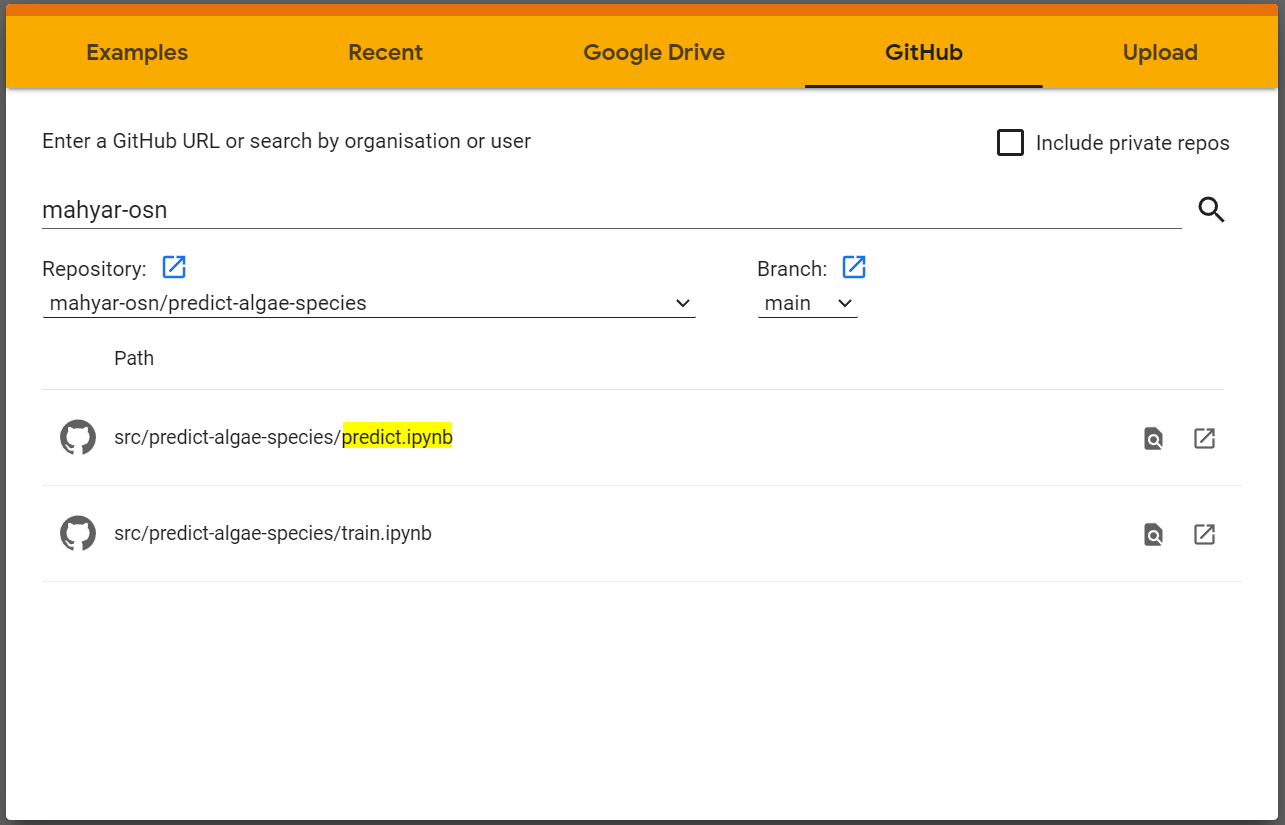 Examples Recent Google Drive GitHub Upload
Enter a GitHub URL or search by organisation or user
Include private repos
mahyar-osn
Repository: Branch:
mahyar-osn/predict-algae-species main
Path
src/predict-algae-species/predict.ipynb
src/predict-algae-species/train.ipynb